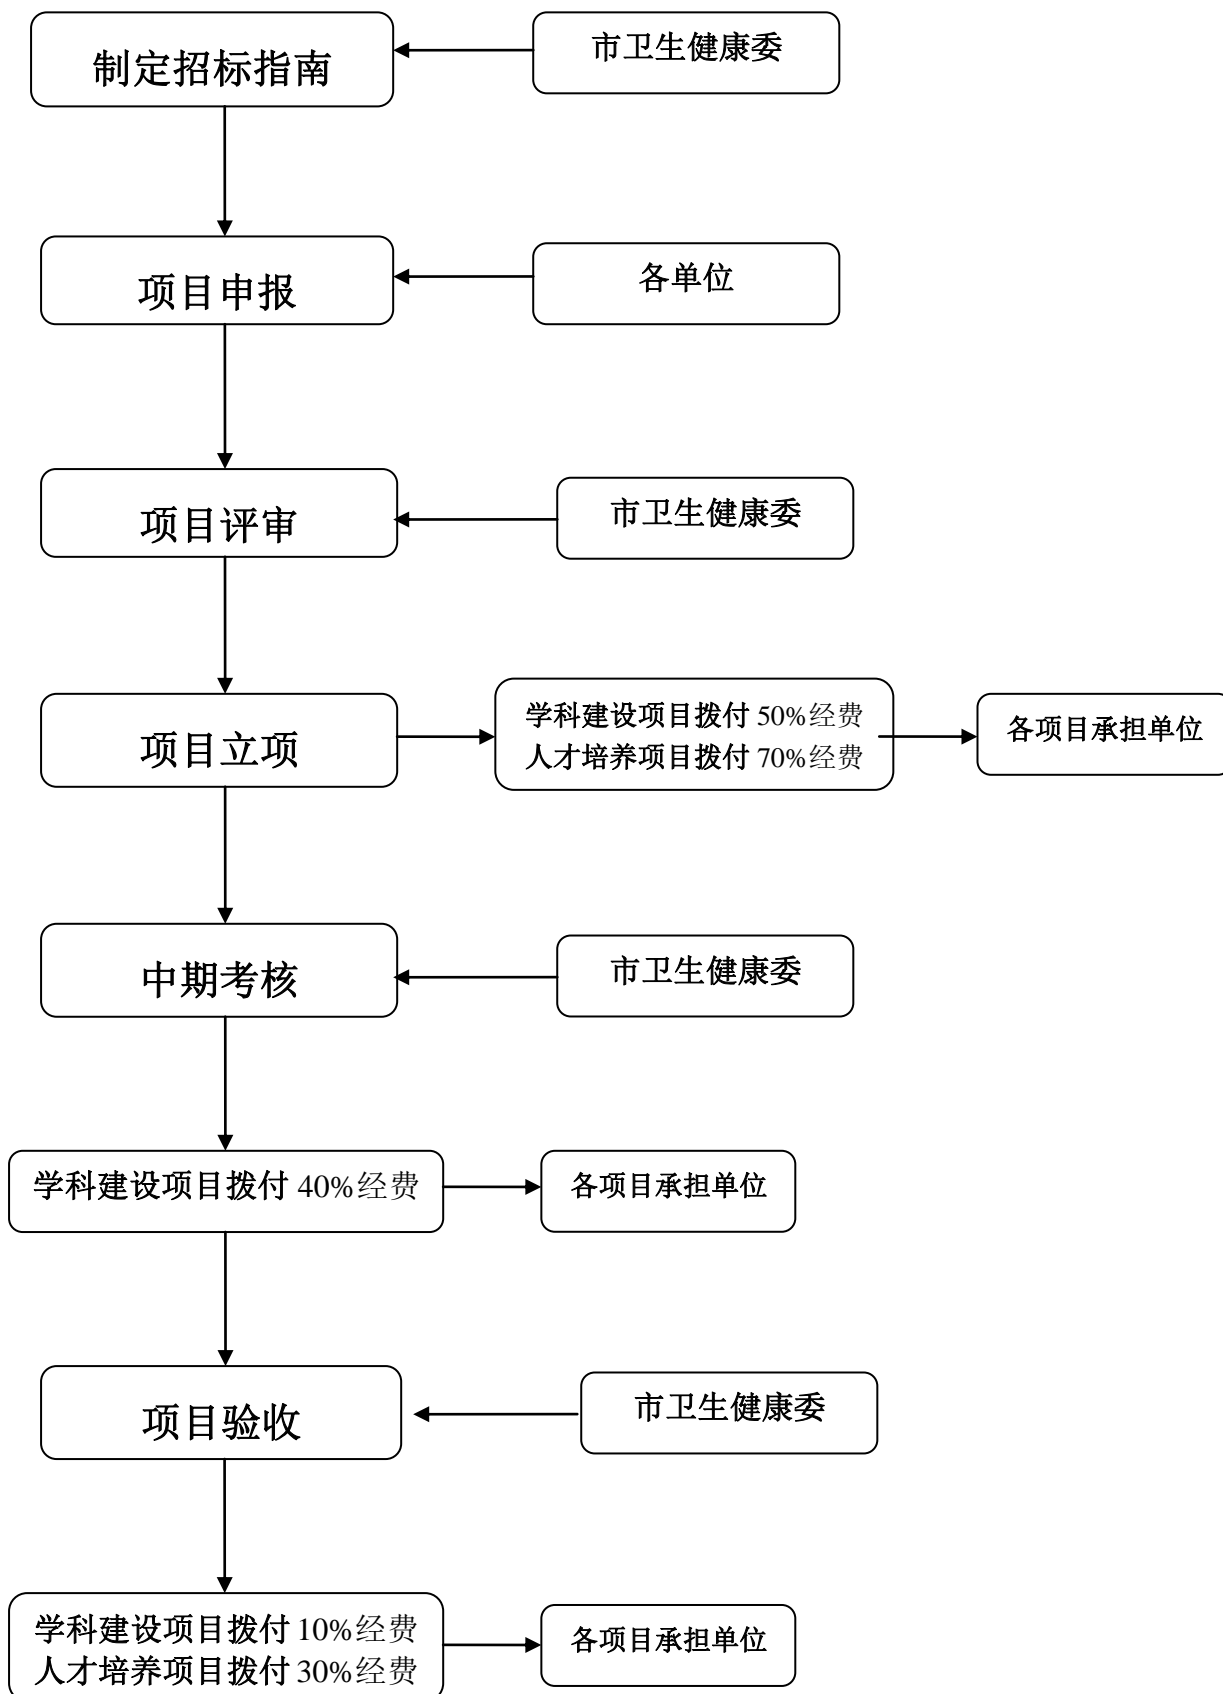 制定招标指南
市卫生健康委
项目申报
各单位
项目评审
市卫生健康委
项目立项
学科建设项目拨付 50%经费
人才培养项目拨付 70%经费
各项目承担单位
中期考核
市卫生健康委
学科建设项目拨付 40%经费
各项目承担单位
项目验收
市卫生健康委
学科建设项目拨付 10%经费
人才培养项目拨付 30%经费
各项目承担单位